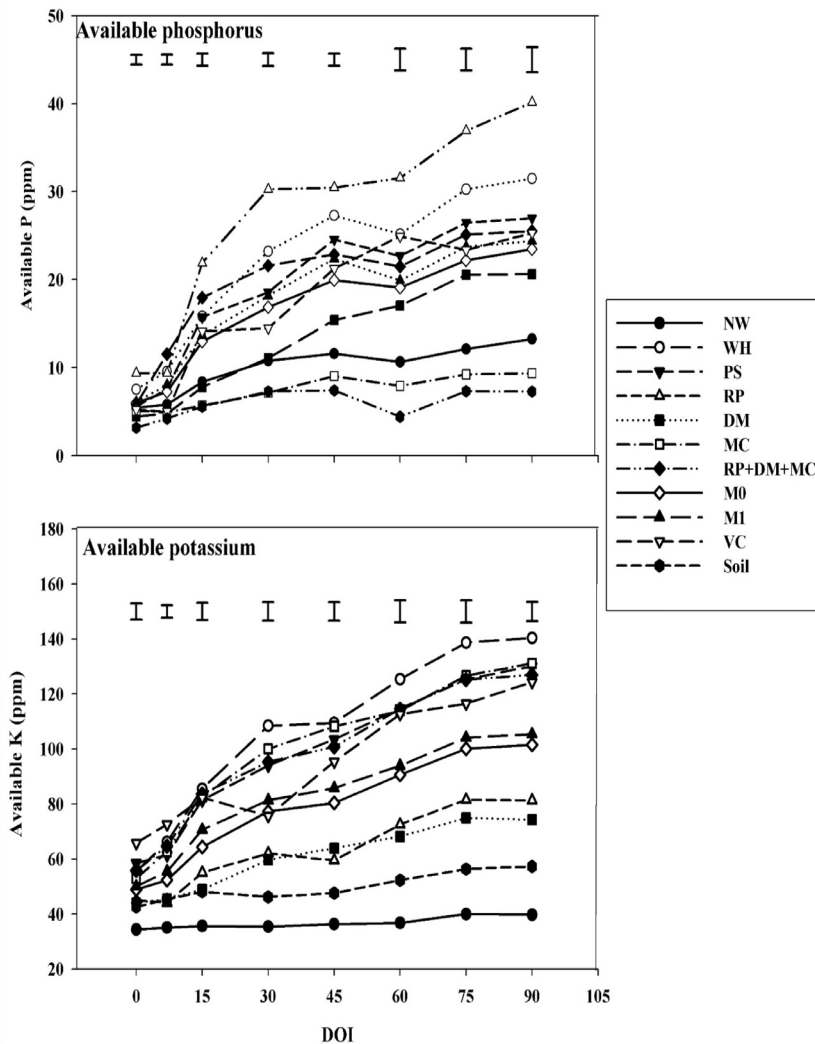 Available phosphorus
50
40
30
20
10
0
Available P (ppm)
NW
WH
PS
RP
DM
MC
RP+DM+MC
M0
M1
VC
Soil
Available potassium
180
160
140
120
100
80
60
40
20
Available K (ppm)
0 15 30 45 60 75 90 105
DOI